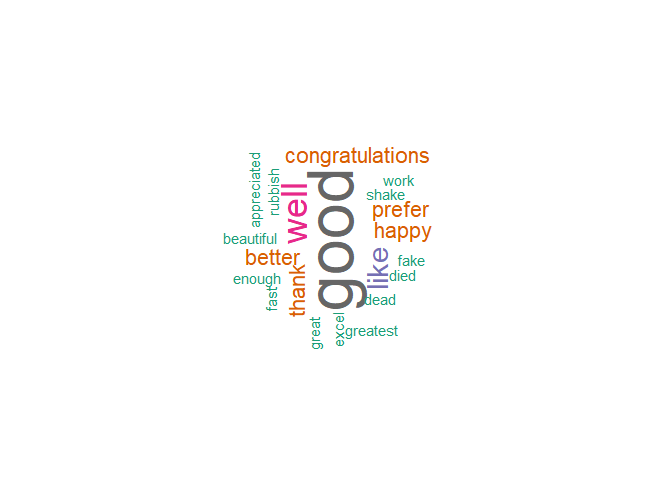 congratulations
appreciated
rubbish
well
good
work
shake
prefer
happy
beautiful
better
like
fake
enough
thank
died
fast
dead
great
excel
greatest